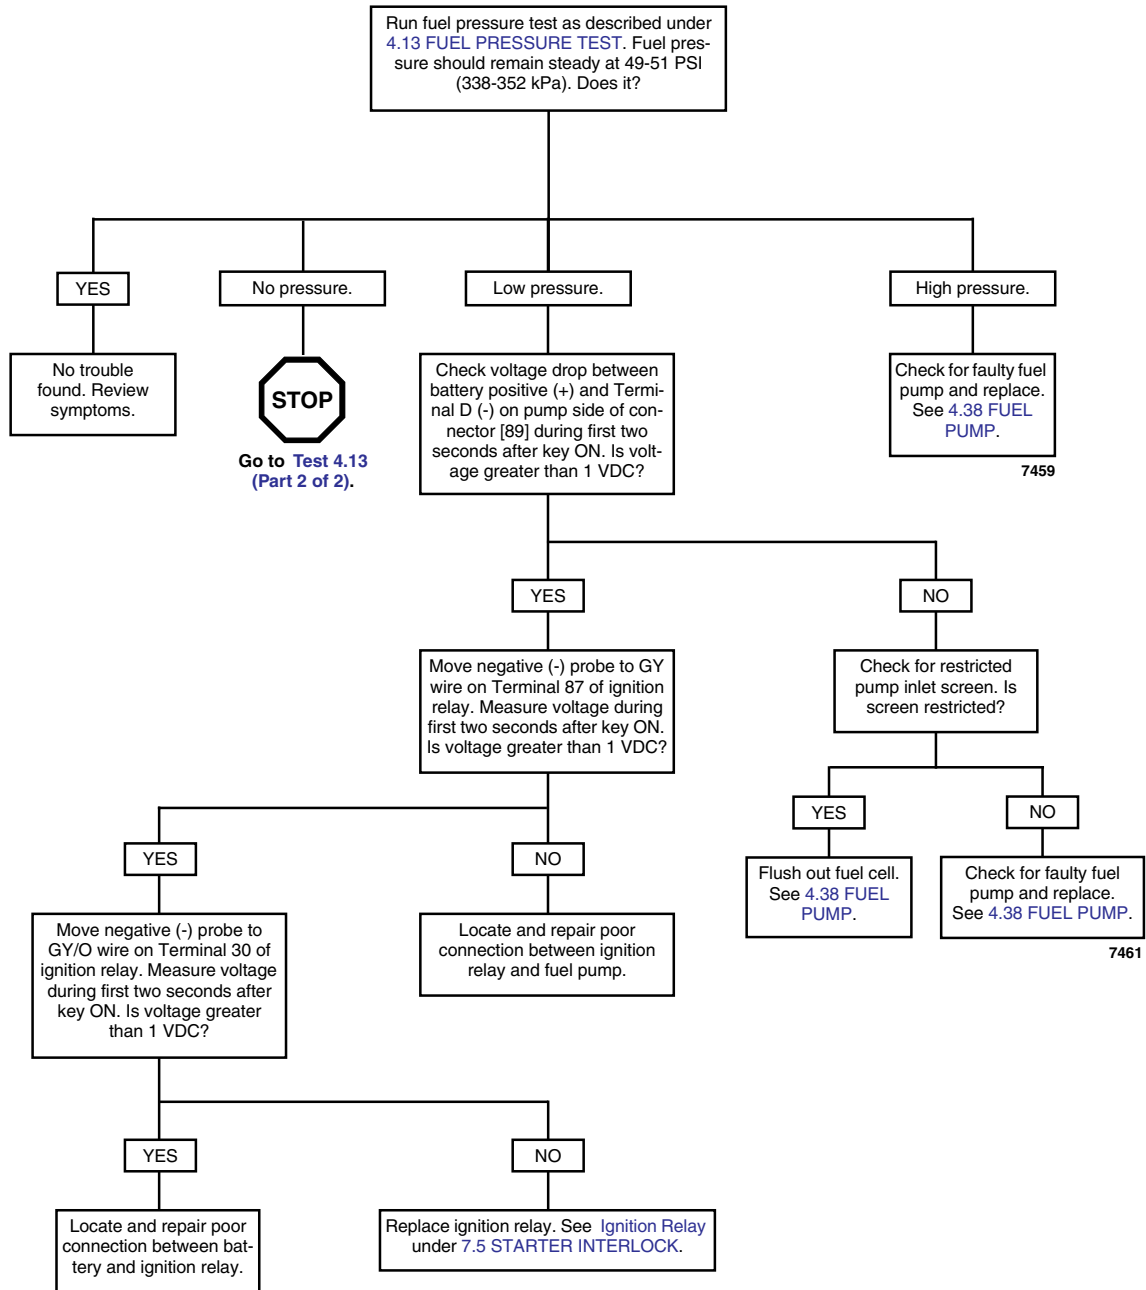 Run fuel pressure test as described under
4.13 FUEL PRESSURE TEST. Fuel pres-
sure should remain steady at 49-51 PSI
(338-352 kPa). Does it?
YES
No pressure.
Low pressure.
High pressure.
No trouble
found. Review
symptoms.
STOP
Go to Test 4.13
(Part 2 of 2).
Check voltage drop between
battery positive (+) and Termi-
nal D (-) on pump side of con-
nector [89] during first two
seconds after key ON. Is volt-
age greater than 1 VDC?
Check for faulty fuel
pump and replace.
See 4.38 FUEL
PUMP.
7459
YES
NO
Move negative (-) probe to GY
wire on Terminal 87 of ignition
relay. Measure voltage during
first two seconds after key ON.
Is voltage greater than 1 VDC?
Check for restricted
pump inlet screen. Is
screen restricted?
YES
NO
YES
NO
Flush out fuel cell.
See 4.38 FUEL
PUMP.
Check for faulty fuel
pump and replace.
See 4.38 FUEL PUMP.
7461
Move negative (-) probe to
GY/O wire on Terminal 30 of
ignition relay. Measure voltage
during first two seconds after
key ON. Is voltage greater
than 1 VDC?
Locate and repair poor
connection between ignition
relay and fuel pump.
YES
NO
Locate and repair poor
connection between bat-
tery and ignition relay.
Replace ignition relay. See Ignition Relay
under 7.5 STARTER INTERLOCK.